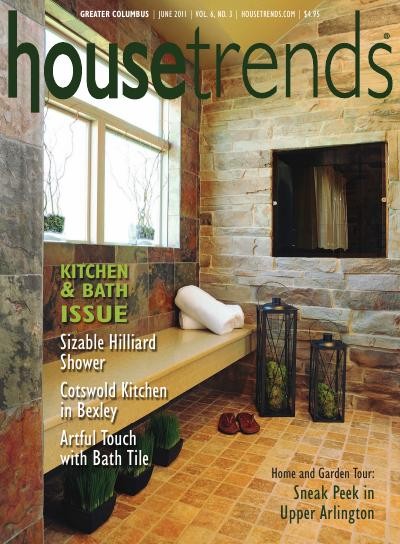 GREATER COLUMBUS | JUNE 2011 | VOL. 6, NO. 3 | HOUSETRENDS.COM | $4.95
housetrends®
KITCHEN
& BATH
ISSUE
Sizable Hilliard
Shower
Cotswold Kitchen
in Bexley
Artful Touch
with Bath Tile
Home and Garden Tour:
Sneak Peek in
Upper Arlington